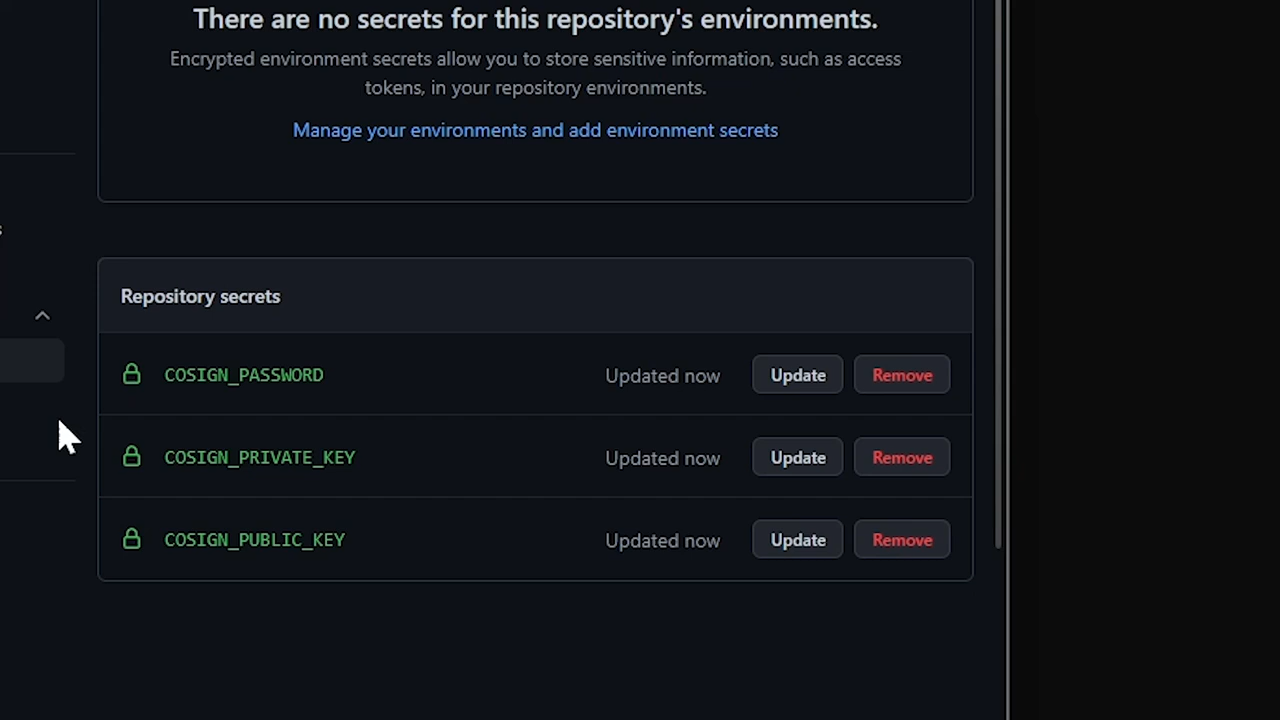 There are no secrets for this repository's environments.
Encrypted environment secrets allow you to store sensitive information, such as access
tokens, in your repository environments.
Manage your environments and add environment secrets
Repository secrets
COSIGN_PASSWORD Updated now Update Remove
COSIGN_PRIVATE_KEY Updated now Update Remove
COSIGN_PUBLIC_KEY Updated now Update Remove